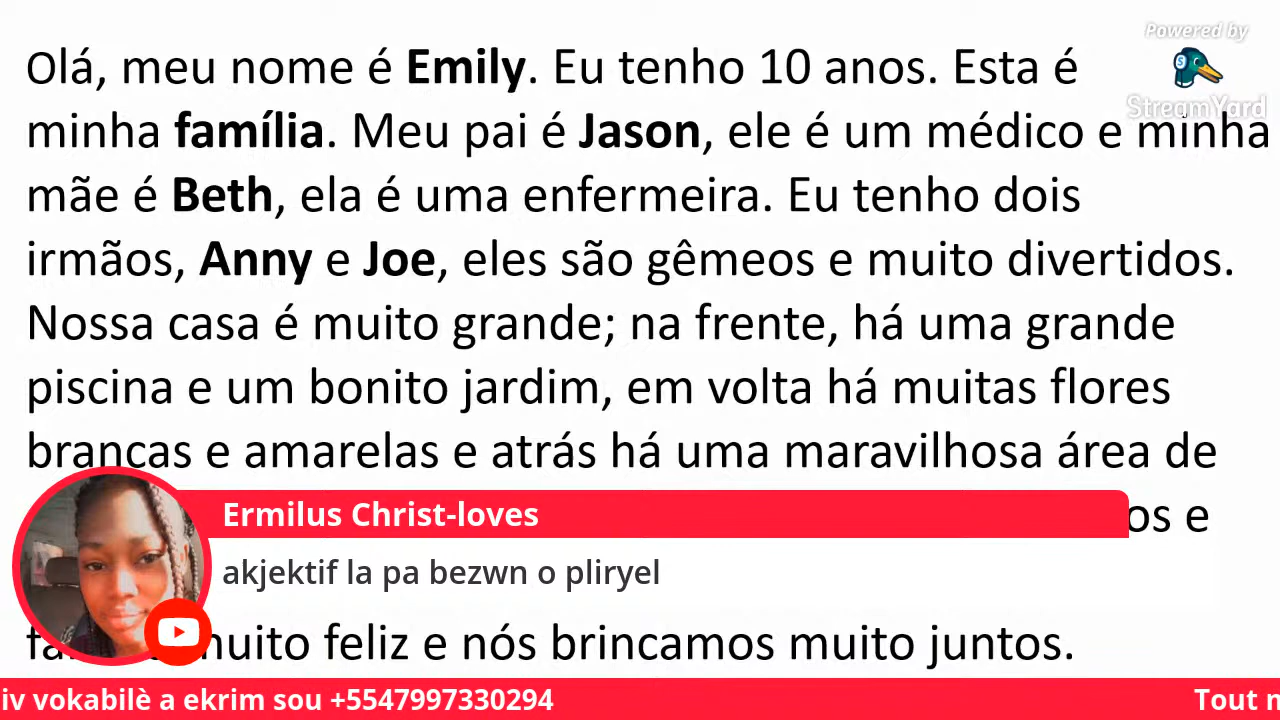 Powered by
StreamYard
Olá, meu nome é Emily. Eu tenho 10 anos. Esta é
minha família. Meu pai é Jason, ele é um médico e minha
mãe é Beth, ela é uma enfermeira. Eu tenho dois
irmãos, Anny e Joe, eles são gêmeos e muito divertidos.
Nossa casa é muito grande; na frente, há uma grande
piscina e um bonito jardim, em volta há muitas flores
brancas e amarelas e atrás há uma maravilhosa área de
os e
Ermilus Christ-loves
akjektif la pa bezwn o pliryel
muito feliz e nós brincamos muito juntos.
iv vokabilè a ekrim sou +5547997330294
Tout